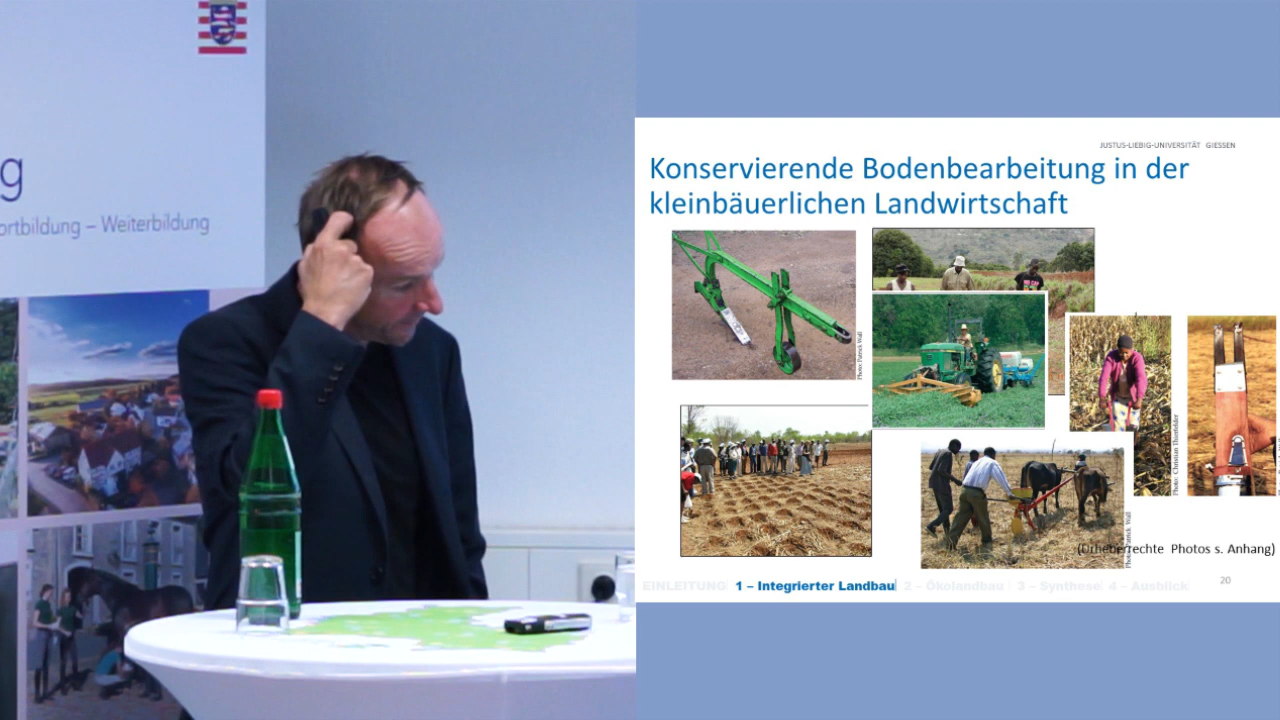 g
ortbildung – Weiterbildung
JUSTUS-LIEBIG-UNIVERSITÄT GIESSEN
Konservierende Bodenbearbeitung in der
kleinbäuerlichen Landwirtschaft
Photo: Patrick Wall
Photo: Christian Thierfelder
Photo: Patrick Wall
(Urheberrechte Photos s. Anhang)
EINLEITUNG 1 – Integrierter Landbau 2 – Ökolandbau 3 – Synthese 4 – Ausblick
20